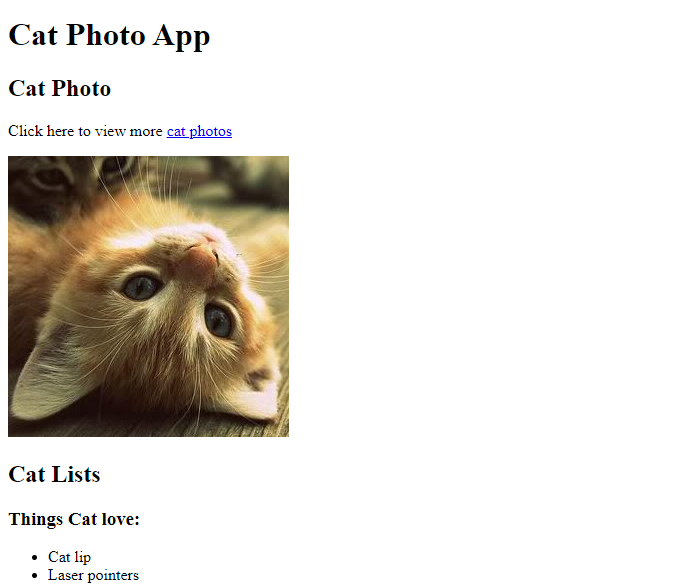 Cat Photo App
Cat Photo
Click here to view more cat photos
Cat Lists
Things Cat love:
Cat lip
Laser pointers